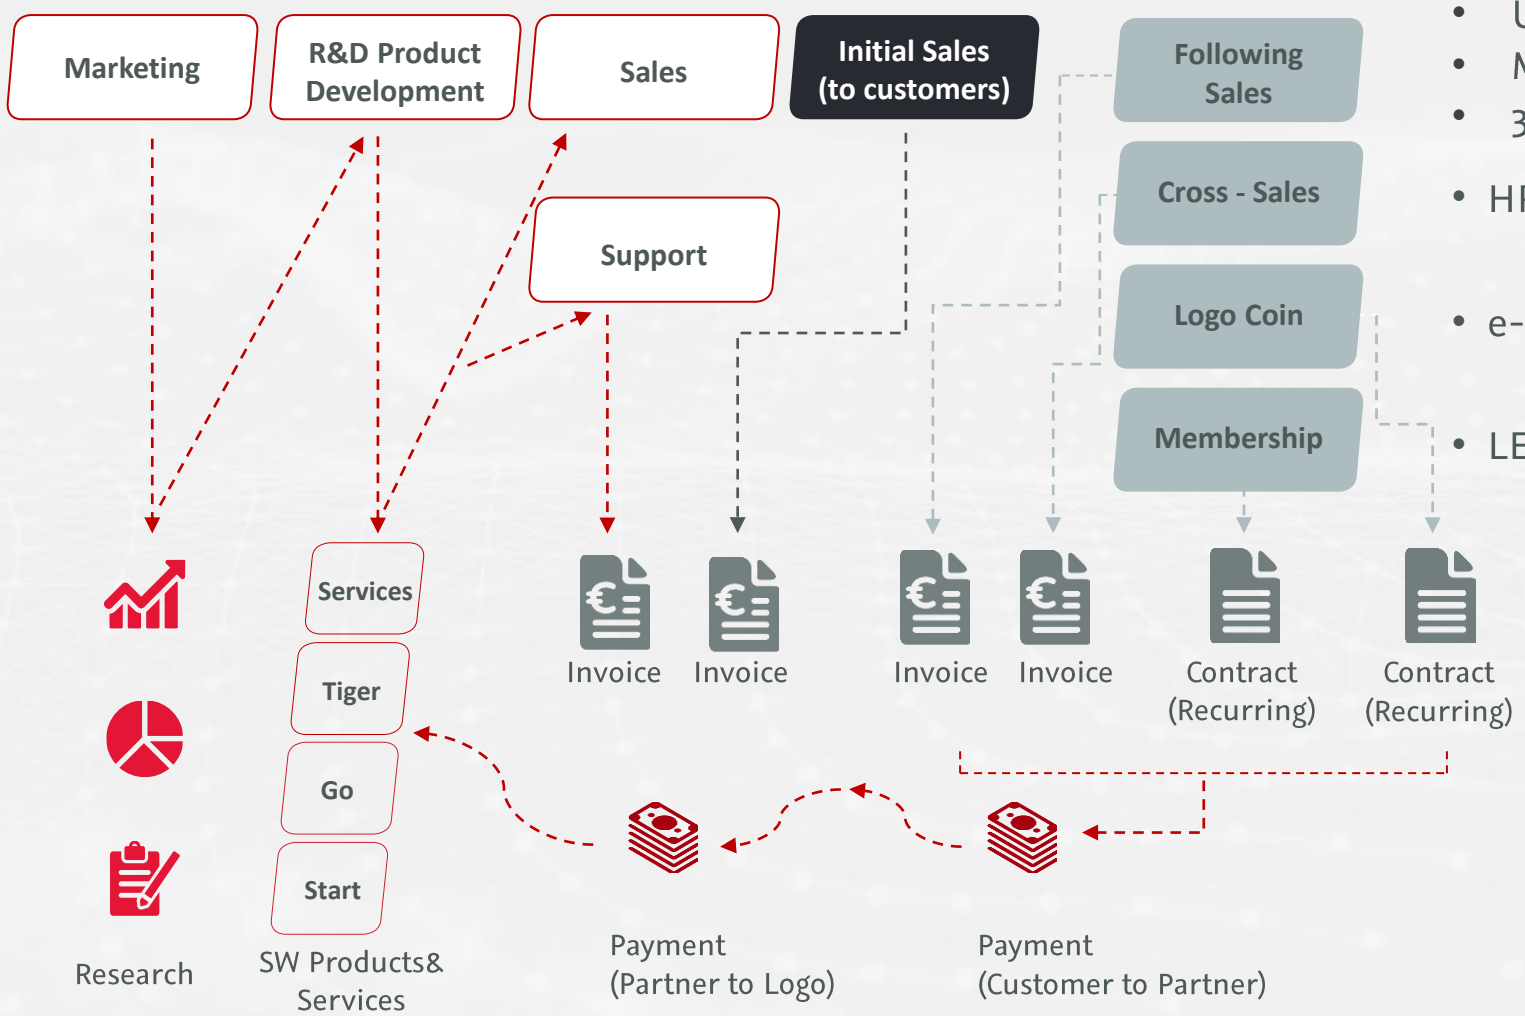 Marketing
R&D Product
Development
Sales
Initial Sales
(to customers)
Following
Sales
Cross - Sales
Support
Logo Coin
Membership
e-
Services
Tiger
Go
Start
Invoice
Invoice
Invoice
Invoice
Contract
(Recurring)
Contract
(Recurring)
Research
SW Products&
Services
Payment
(Partner to Logo)
Payment
(Customer to Partner)